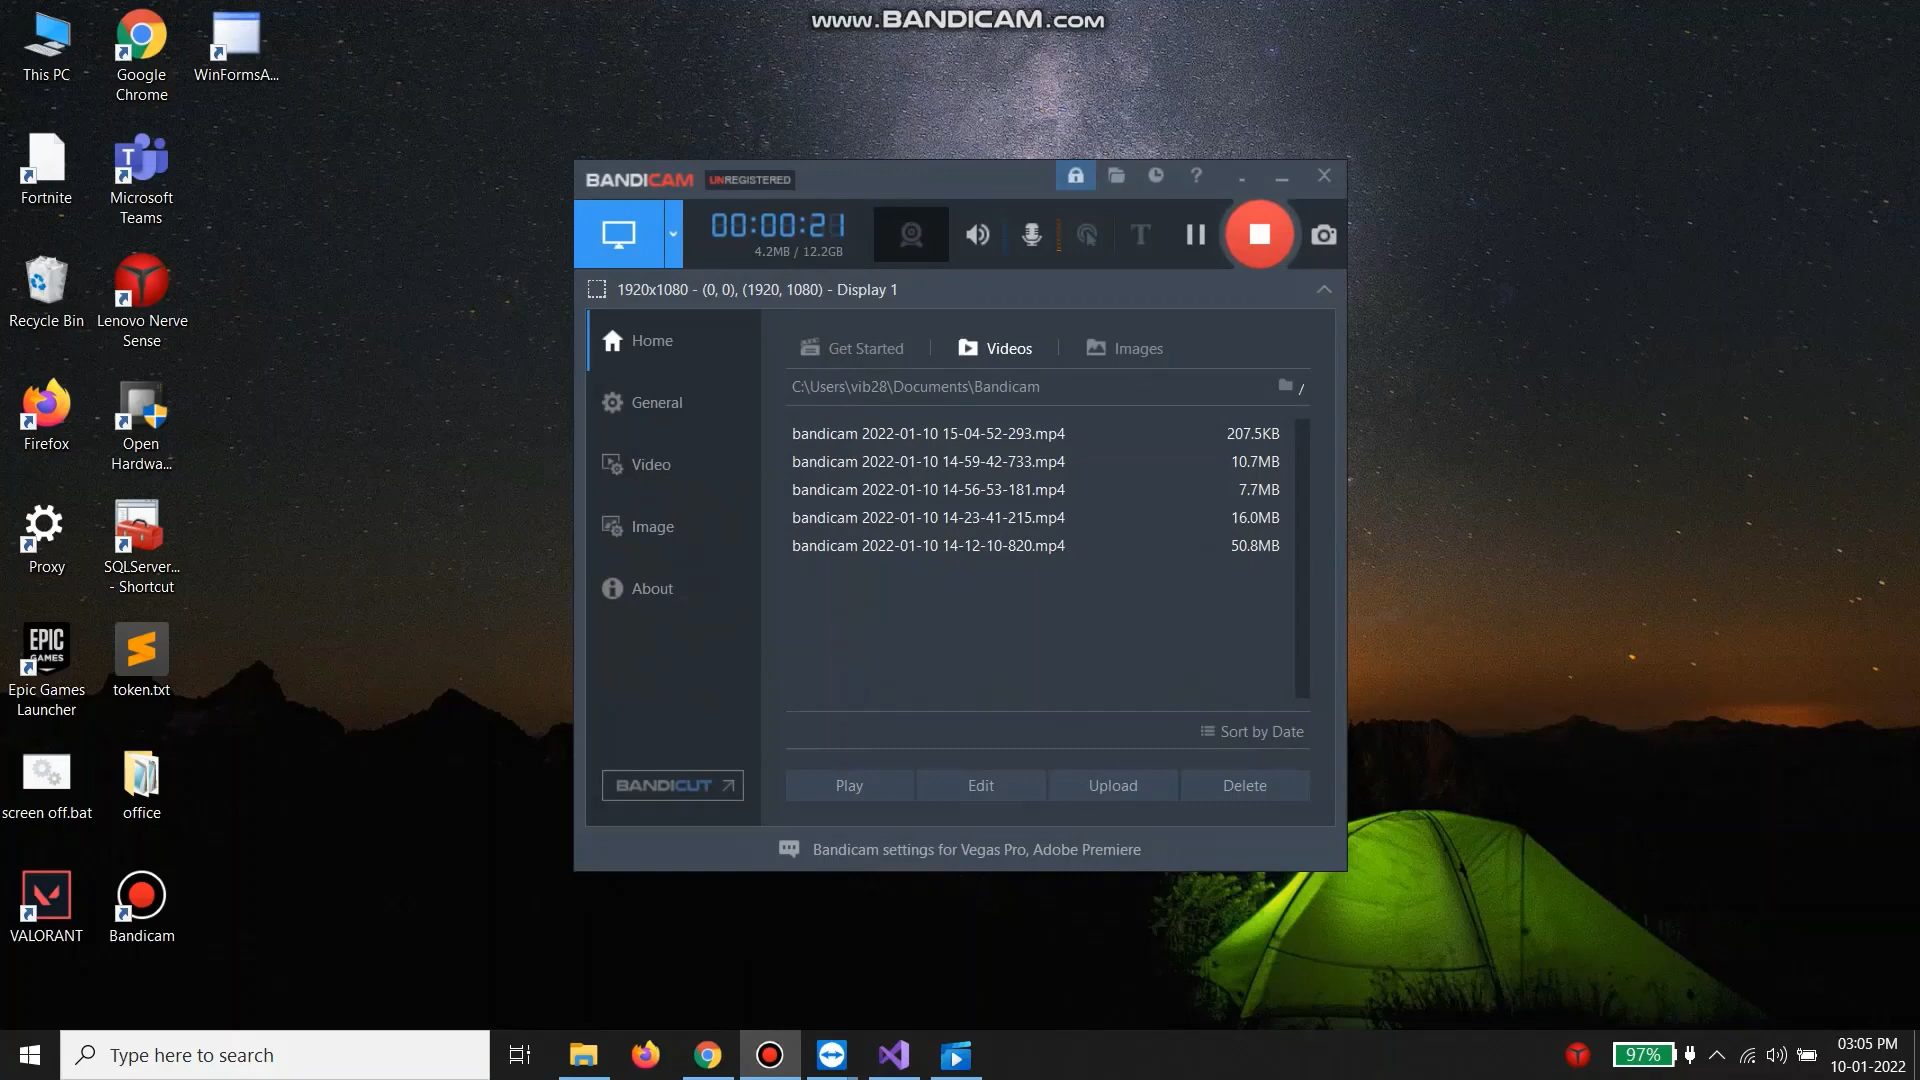 www.BANDICAM.com
This PC
Google
Chrome
WinFormsA...
Fortnite
Microsoft
Teams
Recycle Bin
Lenovo Nerve
Sense
Firefox
Open
Hardwa...
Proxy
SQLServer...
- Shortcut
EPIC
GAMES
Epic Games
Launcher
token.txt
screen off.bat
office
VALORANT
Bandicam
BANDICAM UNREGISTERED
00:00:21
4.2MB / 12.2GB
1920x1080 - (0, 0), (1920, 1080) - Display 1
Home
General
Video
Image
About
BANDICUT
Get Started
Videos
Images
C:\Users\vib28\Documents\Bandicam
/
bandicam 2022-01-10 15-04-52-293.mp4 207.5KB
bandicam 2022-01-10 14-59-42-733.mp4 10.7MB
bandicam 2022-01-10 14-56-53-181.mp4 7.7MB
bandicam 2022-01-10 14-23-41-215.mp4 16.0MB
bandicam 2022-01-10 14-12-10-820.mp4 50.8MB
Sort by Date
Play
Edit
Upload
Delete
Bandicam settings for Vegas Pro, Adobe Premiere
Type here to search
97%
03:05 PM
10-01-2022